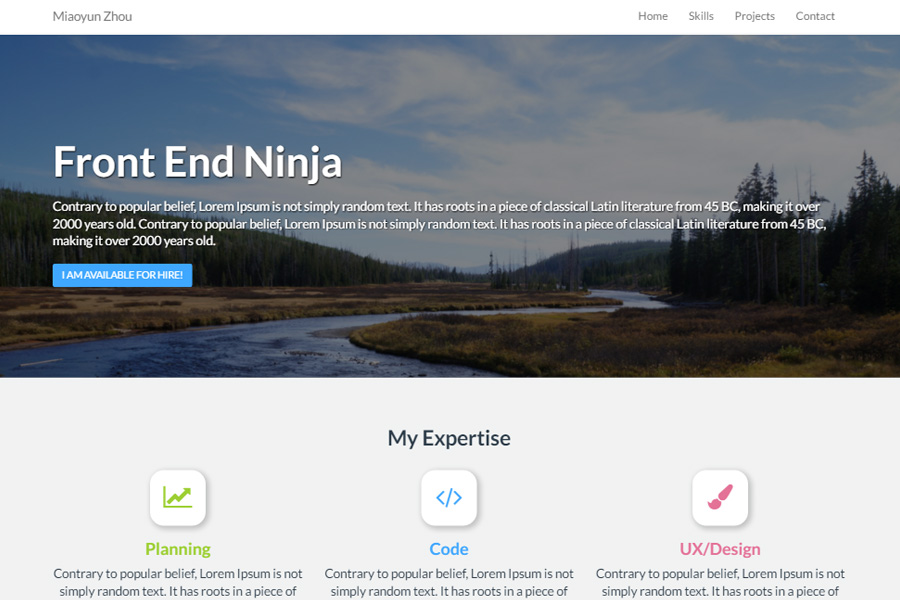 Miaoyun Zhou Home Skills Projects Contact
Front End Ninja
Contrary to popular belief, Lorem Ipsum is not simply random text. It has roots in a piece of classical Latin literature from 45 BC, making it over
2000 years old. Contrary to popular belief, Lorem Ipsum is not simply random text. It has roots in a piece of classical Latin literature from 45 BC,
making it over 2000 years old.
I AM AVAILABLE FOR HIRE!
My Expertise
Planning
Contrary to popular belief, Lorem Ipsum is not
simply random text. It has roots in a piece of
Code
Contrary to popular belief, Lorem Ipsum is not
simply random text. It has roots in a piece of
UX/Design
Contrary to popular belief, Lorem Ipsum is not
simply random text. It has roots in a piece of